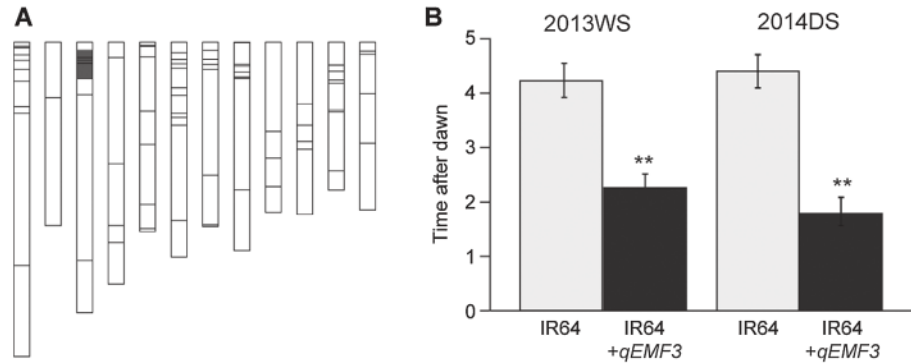 A
B
2013WS 2014DS
Time after dawn
5
4
3
2
1
0
** **
IR64 IR64 IR64 IR64
+qEMF3 +qEMF3